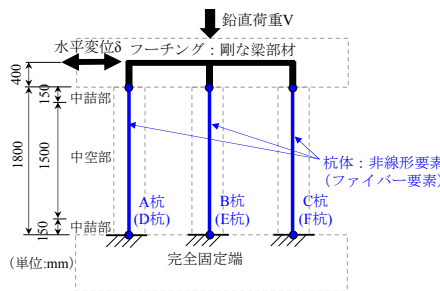 鉛直荷重V
水平変位δ
フーチング：剛な梁部材
400
150
中詰部
1800
1500
中空部
杭体：非線形要素
(ファイバー要素)
A杭
(D杭)
B杭
(E杭)
C杭
(F杭)
150
中詰部
(単位:mm)
完全固定端